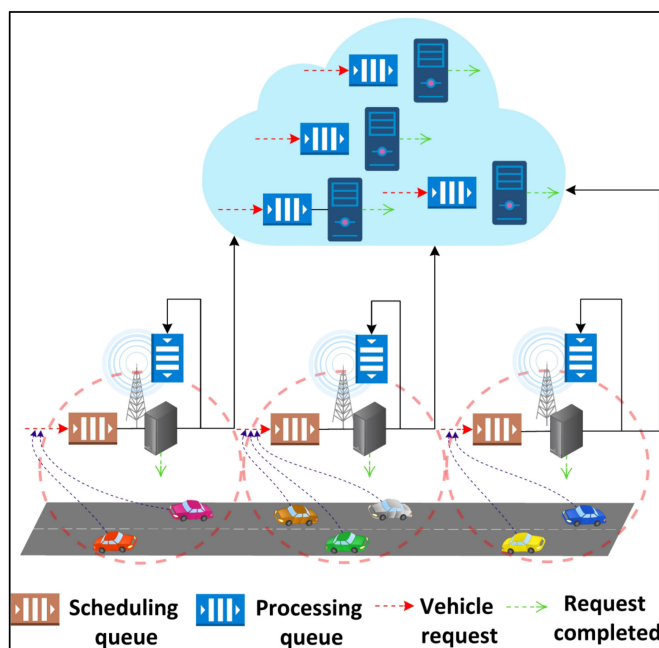 Scheduling queue
Processing queue
Vehicle request
Request completed